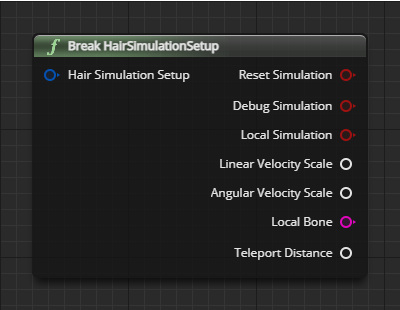 f Break HairSimulationSetup
Hair Simulation Setup
Reset Simulation
Debug Simulation
Local Simulation
Linear Velocity Scale
Angular Velocity Scale
Local Bone
Teleport Distance